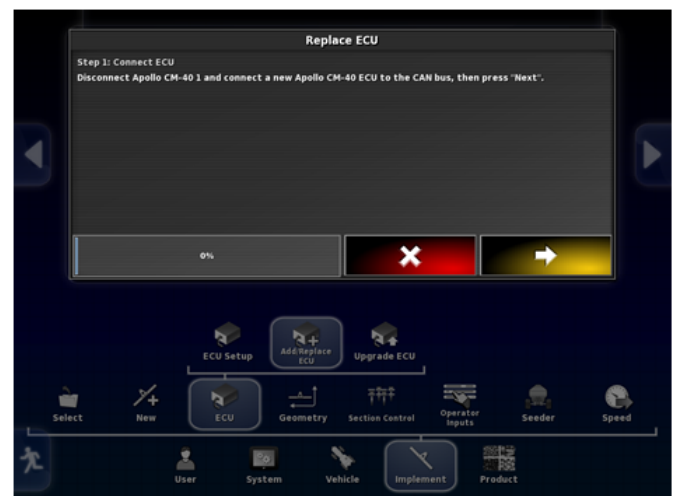 Replace ECU
Step 1: Connect ECU
Disconnect Apollo CM-40 1 and connect a new Apollo CM-40 ECU to the CAN bus, then press "Next".
0%
ECU Setup
Add/Replace
ECU
Upgrade ECU
Select
New
ECU
Geometry
Section Control
Operator
Inputs
Seeder
Speed
User
System
Vehicle
Implement
Product